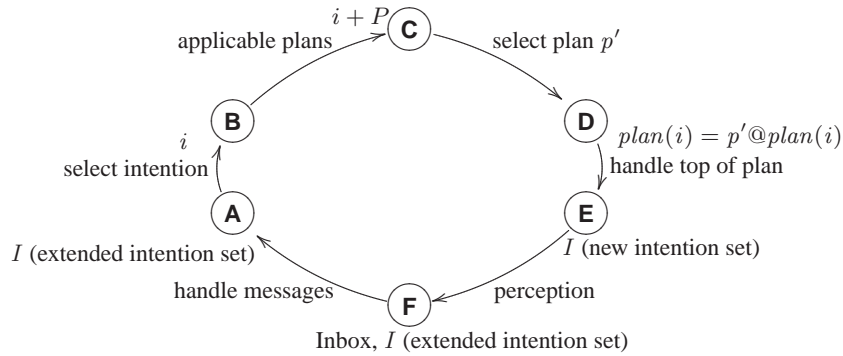 i + P
C
applicable plans
select plan p′
B
D
i
plan(i) = p′@plan(i)
select intention
handle top of plan
A
E
I (extended intention set)
I (new intention set)
handle messages
perception
F
Inbox, I (extended intention set)